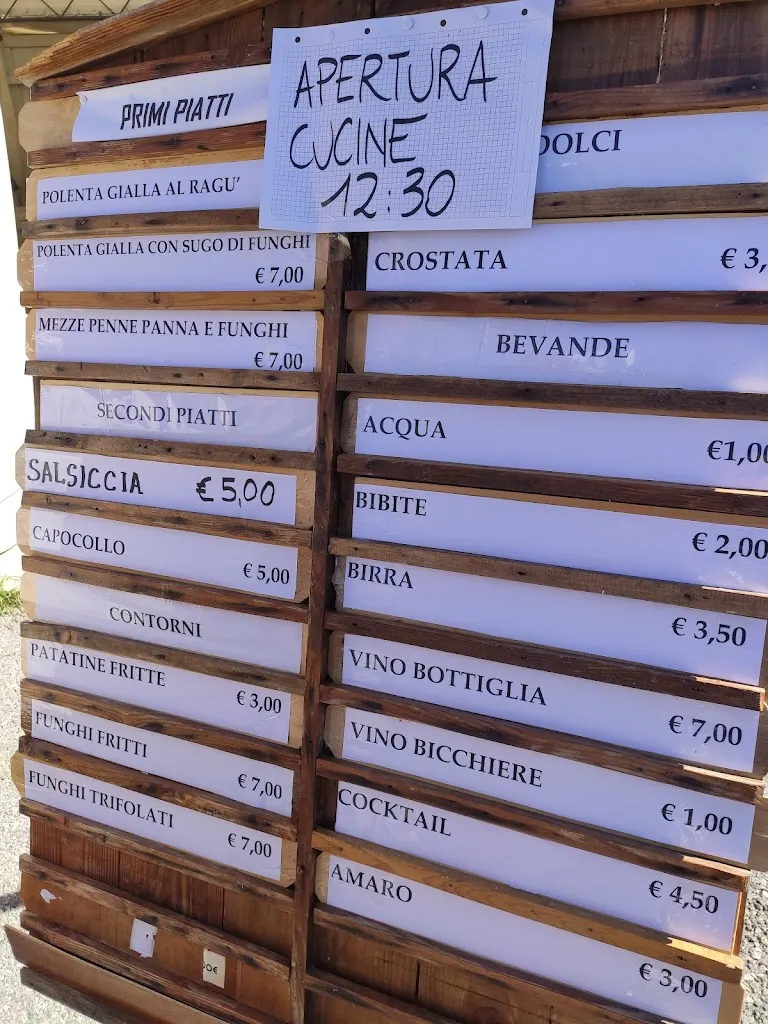 APERTURA
CUCINE
12:30
PRIMI PIATTI
POLENTA GIALLA AL RAGU'
POLENTA GIALLA CON SUGO DI FUNGHI
€ 7,00
MEZZE PENNE PANNA E FUNGHI
€ 7,00
SECONDI PIATTI
SALSICCIA € 5,00
CAPOCOLLO
€ 5,00
CONTORNI
PATATINE FRITTE
€ 3,00
FUNGHI FRITTI
€ 7,00
FUNGHI TRIFOLATI
€ 7,00
DOLCI
CROSTATA € 3,
BEVANDE
ACQUA
€1,00
BIBITE
€ 2,00
BIRRA
€ 3,50
VINO BOTTIGLIA
€ 7,00
VINO BICCHIERE
€ 1,00
COCKTAIL
€ 4,50
AMARO
€ 3,00